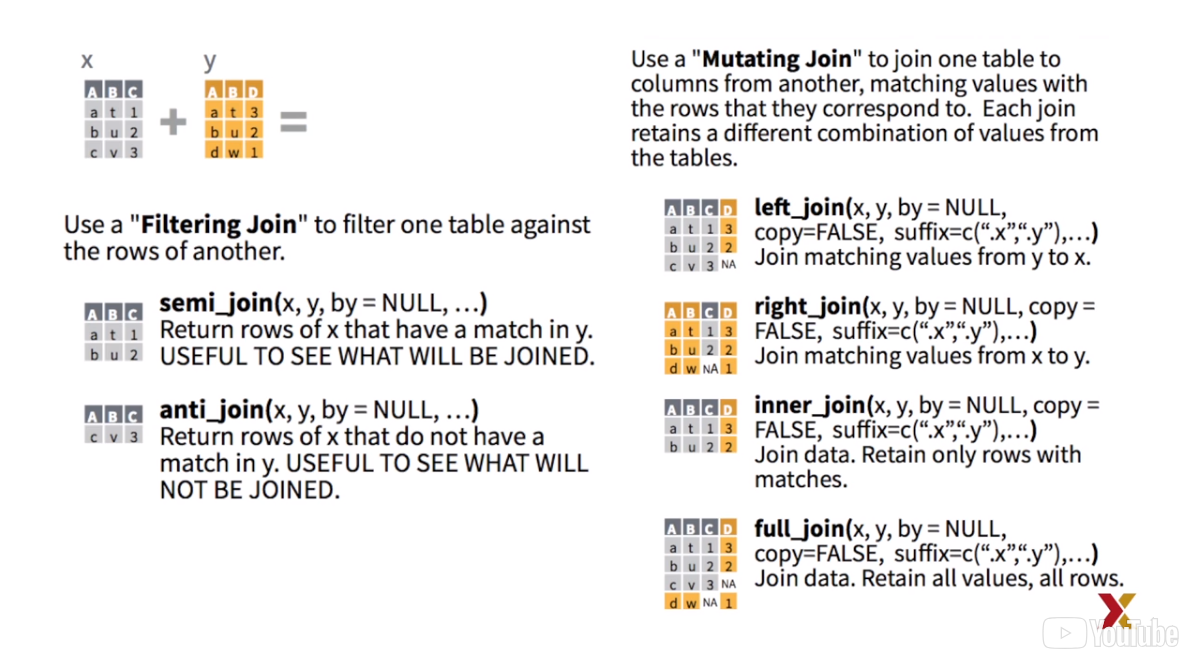 x y
A B C A B D
a t 1 a t 3
b u 2 + b u 2 =
c v 3 d w 1
Use a "Filtering Join" to filter one table against
the rows of another.
A B C
a t 1
b u 2
semi_join(x, y, by = NULL, …)
Return rows of x that have a match in y.
USEFUL TO SEE WHAT WILL BE JOINED.
A B C
c v 3
anti_join(x, y, by = NULL, …)
Return rows of x that do not have a
match in y. USEFUL TO SEE WHAT WILL
NOT BE JOINED.
Use a "Mutating Join" to join one table to
columns from another, matching values with
the rows that they correspond to. Each join
retains a different combination of values from
the tables.
A B C D
a t 1 3
b u 2 2
c v 3 NA
left_join(x, y, by = NULL,
copy=FALSE, suffix=c(“.x”,“.y”),…)
Join matching values from y to x.
A B C D
a t 1 3
b u 2 2
d w NA 1
right_join(x, y, by = NULL, copy =
FALSE, suffix=c(“.x”,“.y”),…)
Join matching values from x to y.
A B C D
a t 1 3
b u 2 2
inner_join(x, y, by = NULL, copy =
FALSE, suffix=c(“.x”,“.y”),…)
Join data. Retain only rows with
matches.
A B C D
a t 1 3
b u 2 2
c v 3 NA
d w NA 1
full_join(x, y, by = NULL,
copy=FALSE, suffix=c(“.x”,“.y”),…)
Join data. Retain all values, all rows.
YouTube